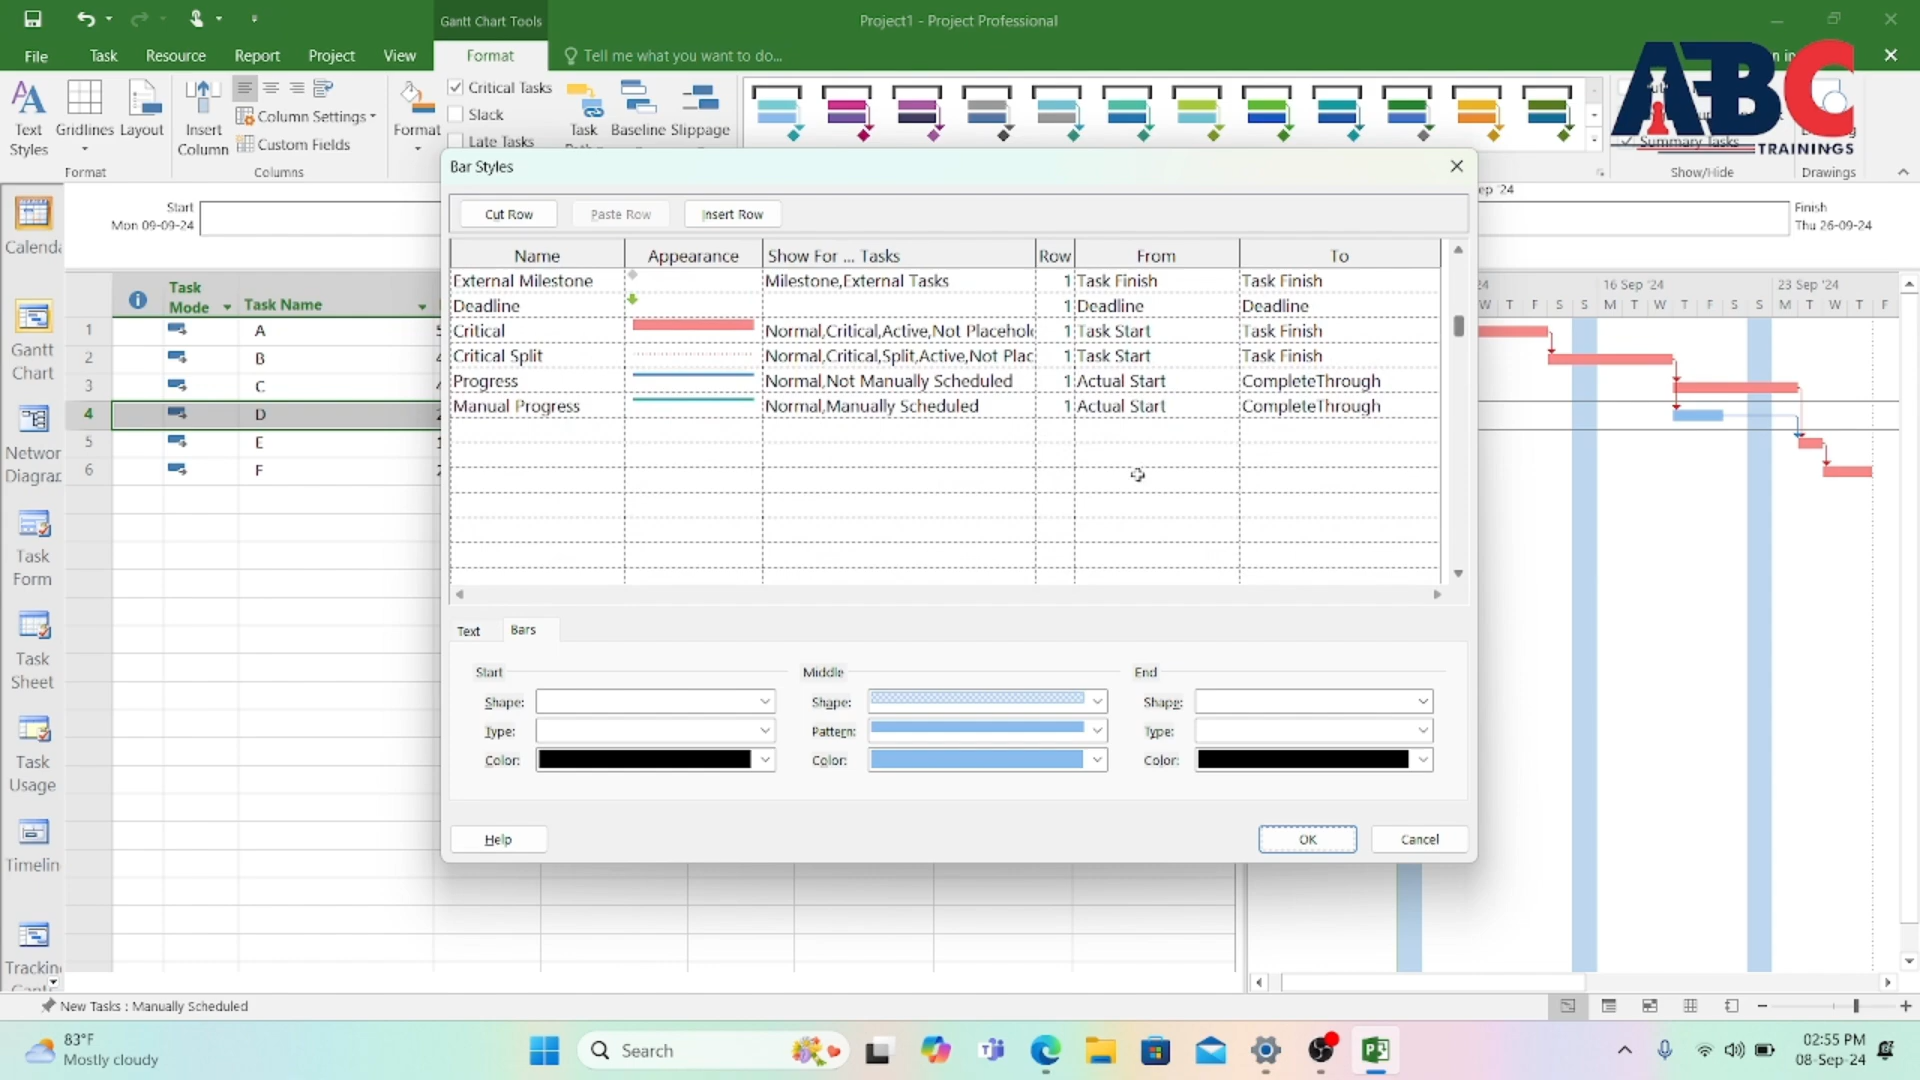 Gantt Chart Tools
Project1 - Project Professional
File Task Resource Report Project View Format Tell me what you want to do...
Text Styles
Gridlines
Layout
Format
Insert Column
Column Settings
Custom Fields
Columns
Format
Critical Tasks
Slack
Late Tasks
Task
Baseline
Slippage
Summary Tasks
Show/Hide
Drawings
ABC
TRAININGS
Start
Mon 09-09-24
Finish
Thu 26-09-24
Bar Styles
Cut Row Paste Row Insert Row
Name Appearance Show For ... Tasks Row From To
External Milestone Milestone,External Tasks 1 Task Finish Task Finish
Deadline 1 Deadline Deadline
Critical Normal,Critical,Active,Not Placehol 1 Task Start Task Finish
Critical Split Normal,Critical,Split,Active,Not Plac 1 Task Start Task Finish
Progress Normal,Not Manually Scheduled 1 Actual Start CompleteThrough
Manual Progress Normal,Manually Scheduled 1 Actual Start CompleteThrough
Text Bars
Start Middle End
Shape: Shape: Shape:
Type: Pattern: Type:
Color: Color: Color:
Help OK Cancel
Task Mode Task Name
1 A
2 B
3 C
4 D
5 E
6 F
16 Sep '24 23 Sep '24
W T F S S M T W T F S S M T W T F
Calenda
Gantt Chart
Networ Diagra
Task Form
Task Sheet
Task Usage
Timelin
Trackin
New Tasks : Manually Scheduled
83°F
Mostly cloudy
Search
02:55 PM
08-Sep-24